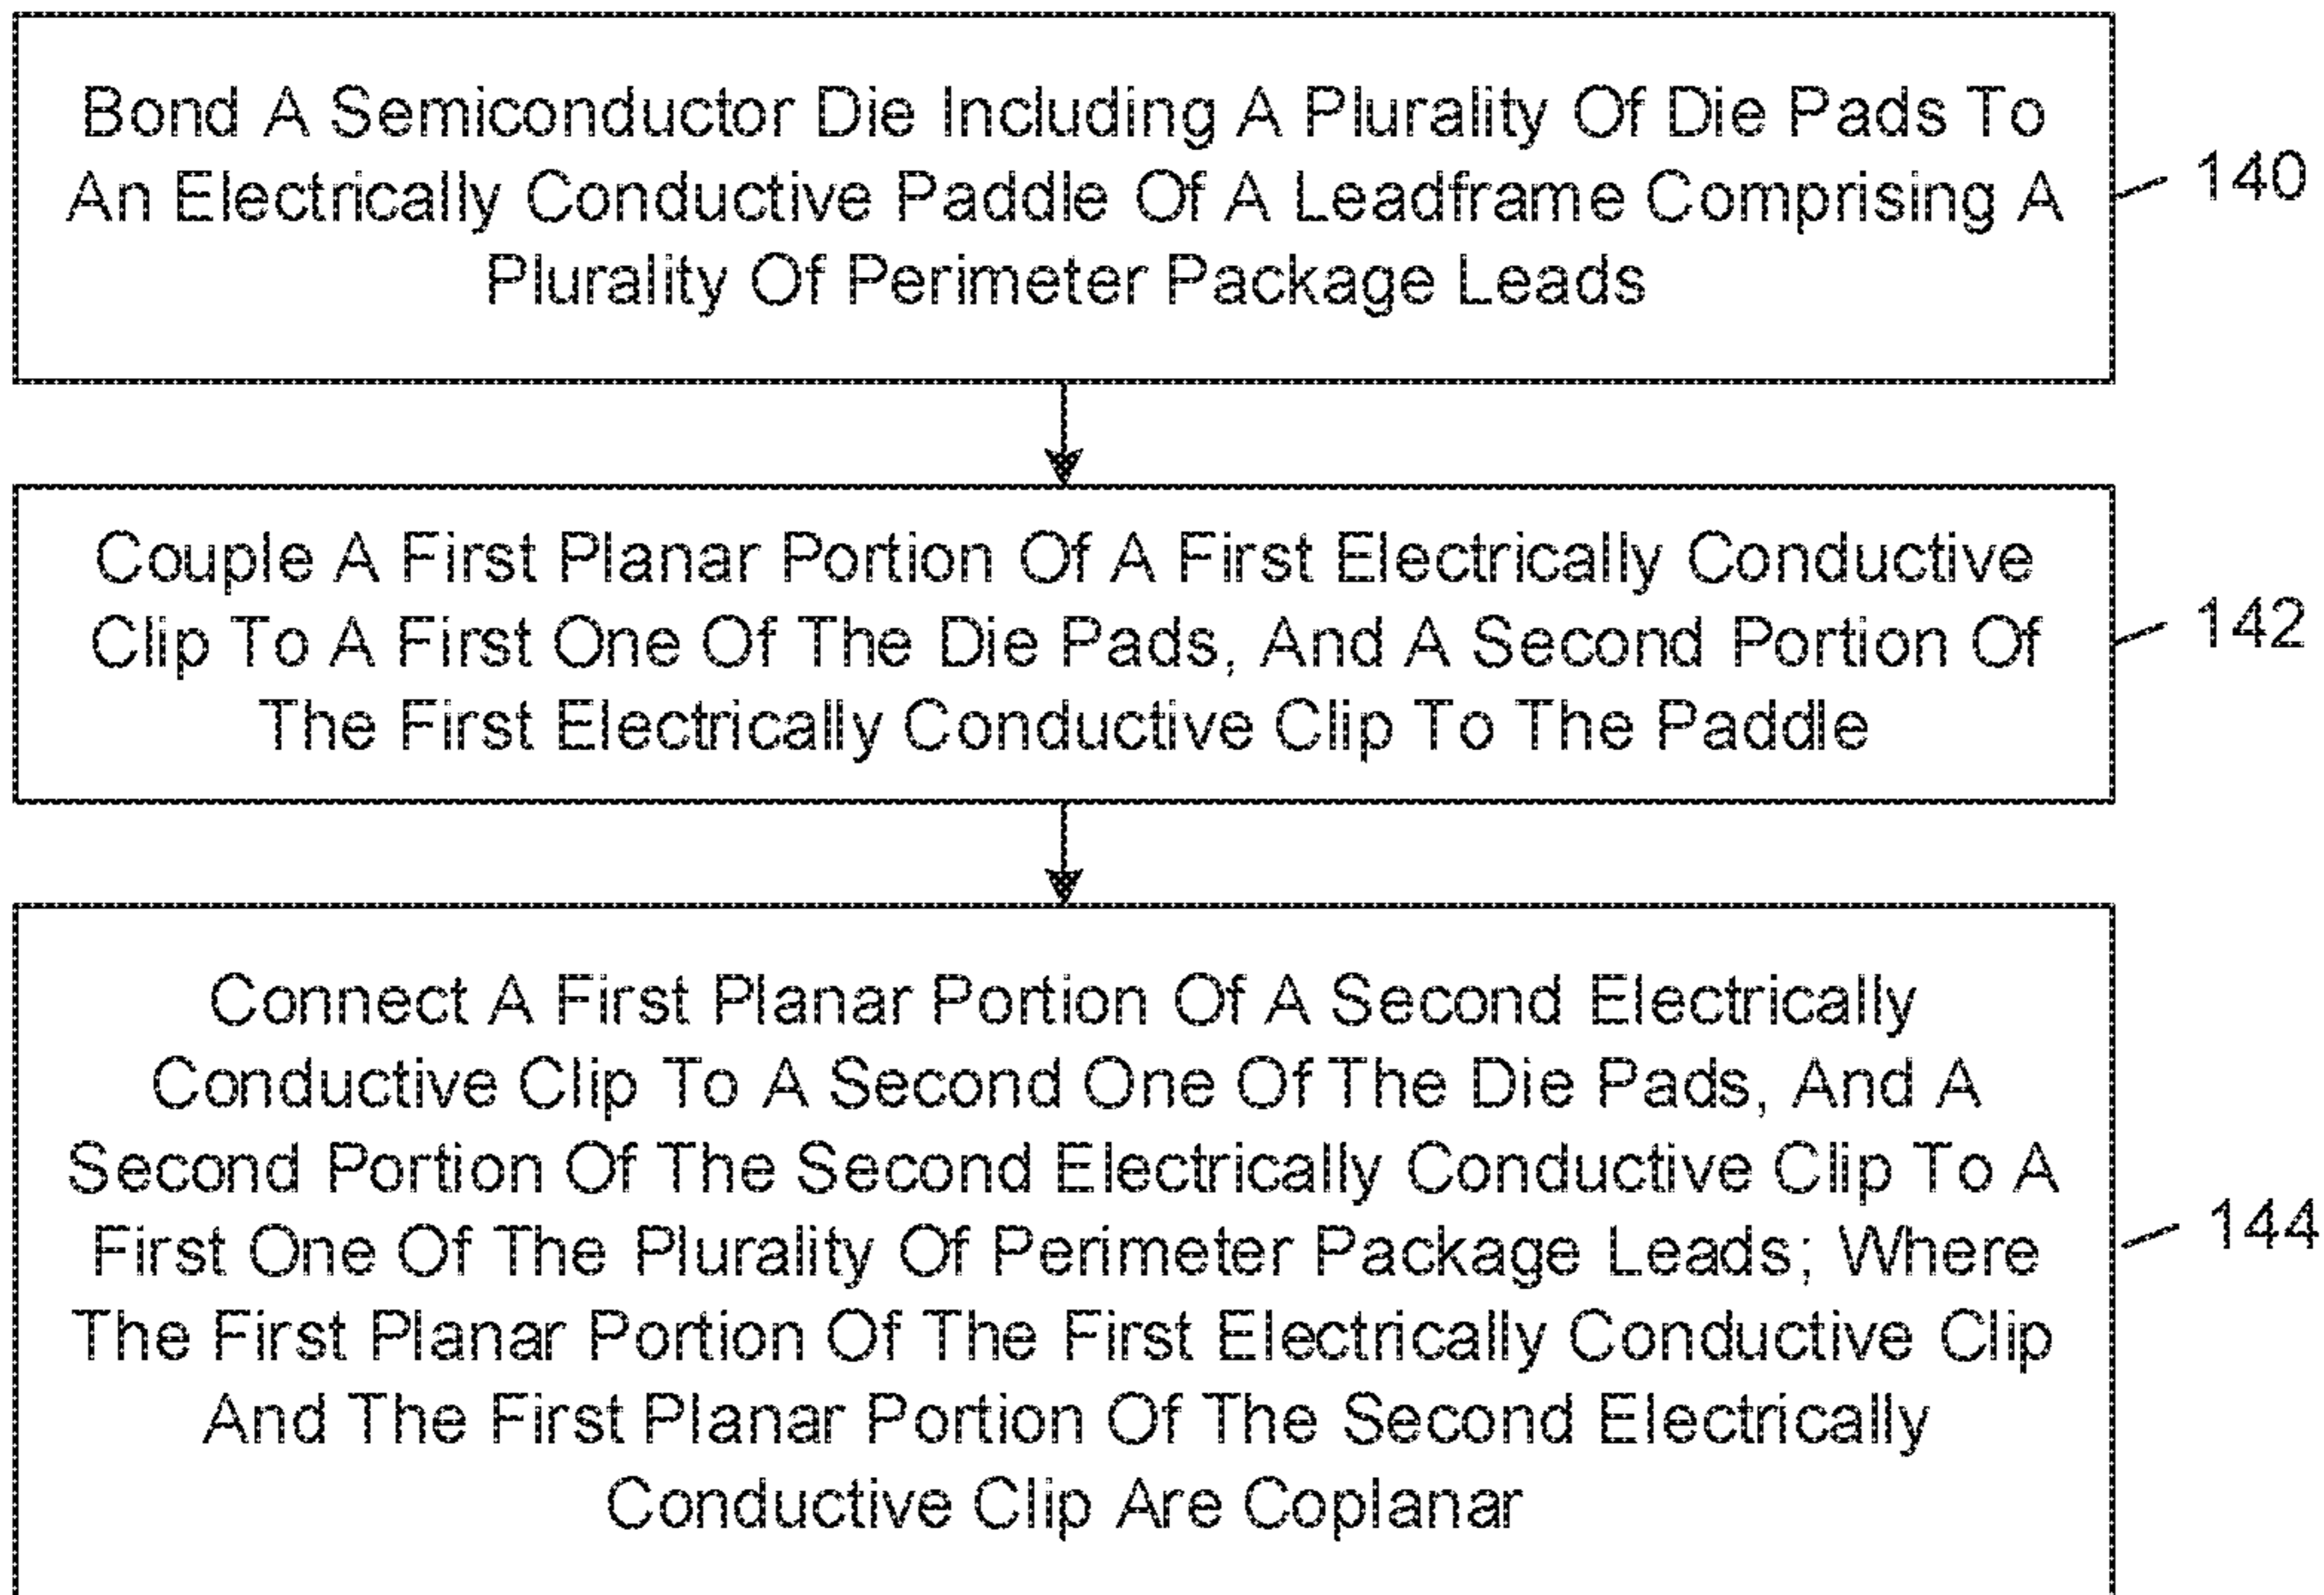 Bond A Semiconductor Die Including A Plurality Of Die Pads To
An Electrically Conductive Paddle Of A Leadframe Comprising A
Plurality Of Perimeter Package Leads
140
Couple A First Planar Portion Of A First Electrically Conductive
Clip To A First One Of The Die Pads, And A Second Portion Of
The First Electrically Conductive Clip To The Paddle
142
Connect A First Planar Portion Of A Second Electrically
Conductive Clip To A Second One Of The Die Pads, And A
Second Portion Of The Second Electrically Conductive Clip To A
First One Of The Plurality Of Perimeter Package Leads; Where
The First Planar Portion Of The First Electrically Conductive Clip
And The First Planar Portion Of The Second Electrically
Conductive Clip Are Coplanar
144